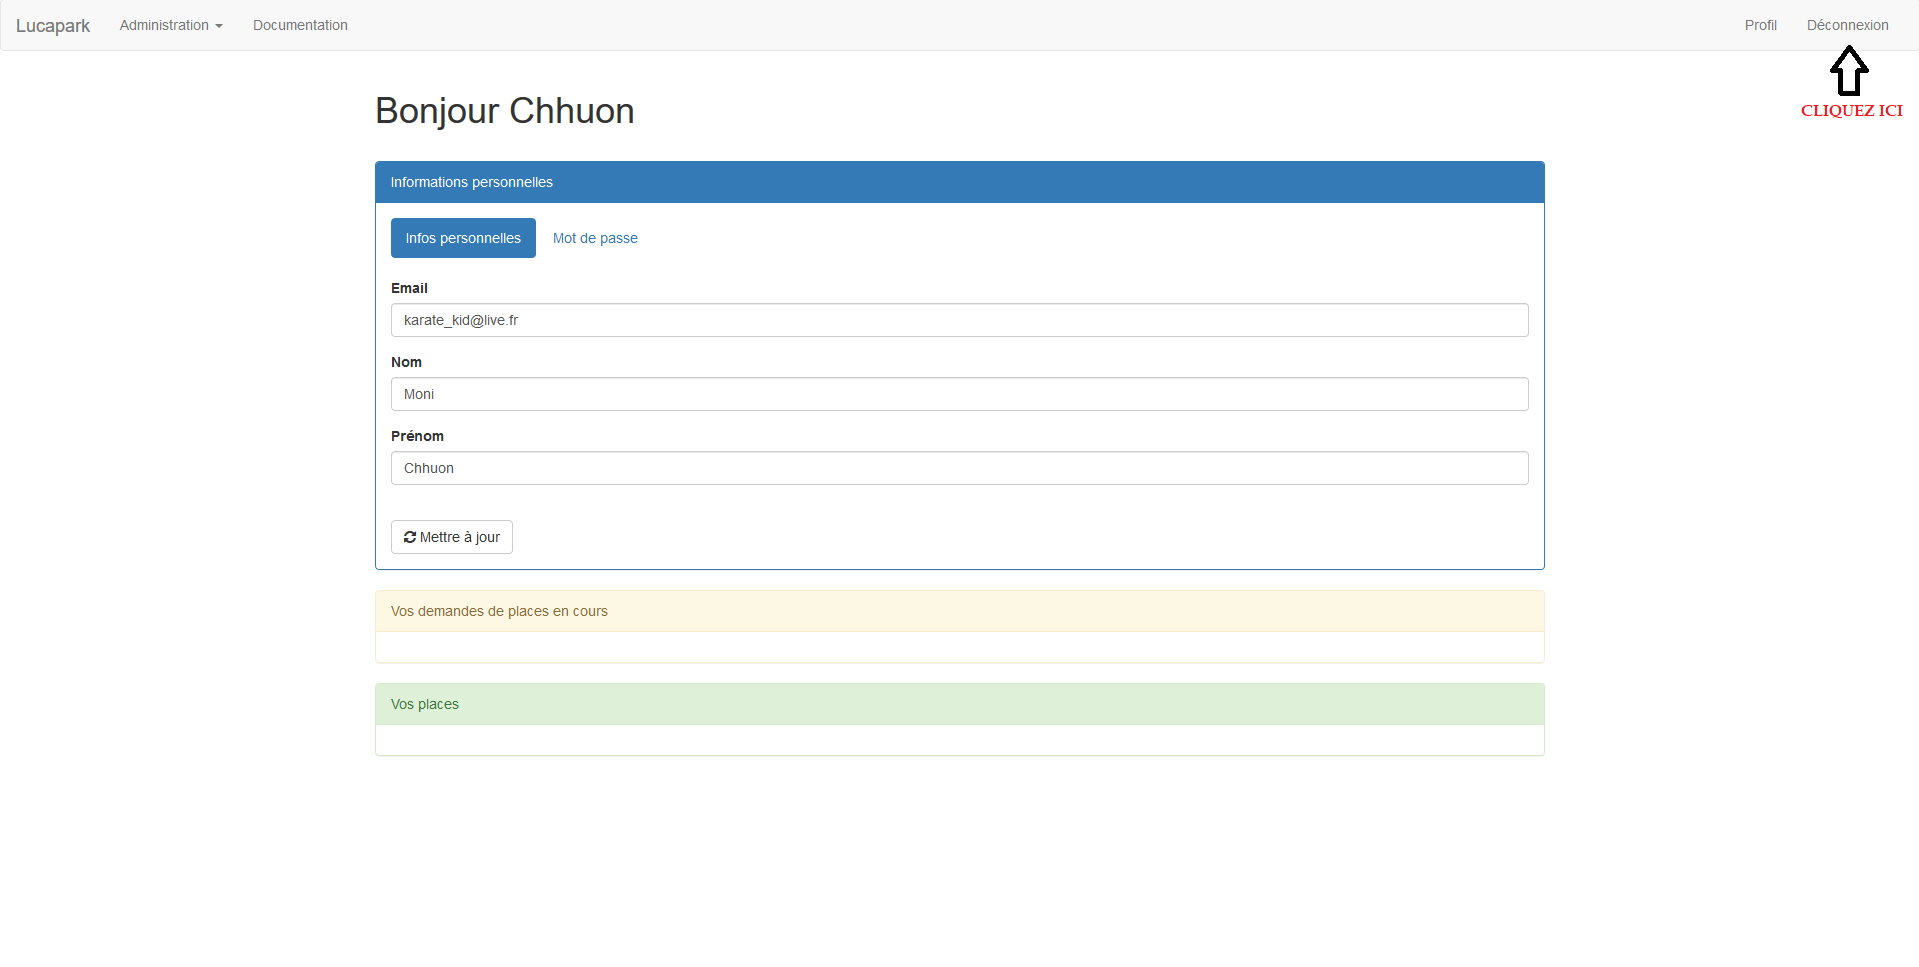 Lucapark Administration Documentation Profil Déconnexion
CLIQUEZ ICI
Bonjour Chhuon
Informations personnelles
Infos personnelles Mot de passe
Email
karate_kid@live.fr
Nom
Moni
Prénom
Chhuon
Mettre à jour
Vos demandes de places en cours
Vos places